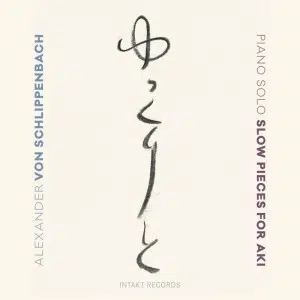 ALEXANDER VON SCHLIPPENBACH
ゆっくりと
PIANO SOLO SLOW PIECES FOR AKI
INTAKT RECORDS